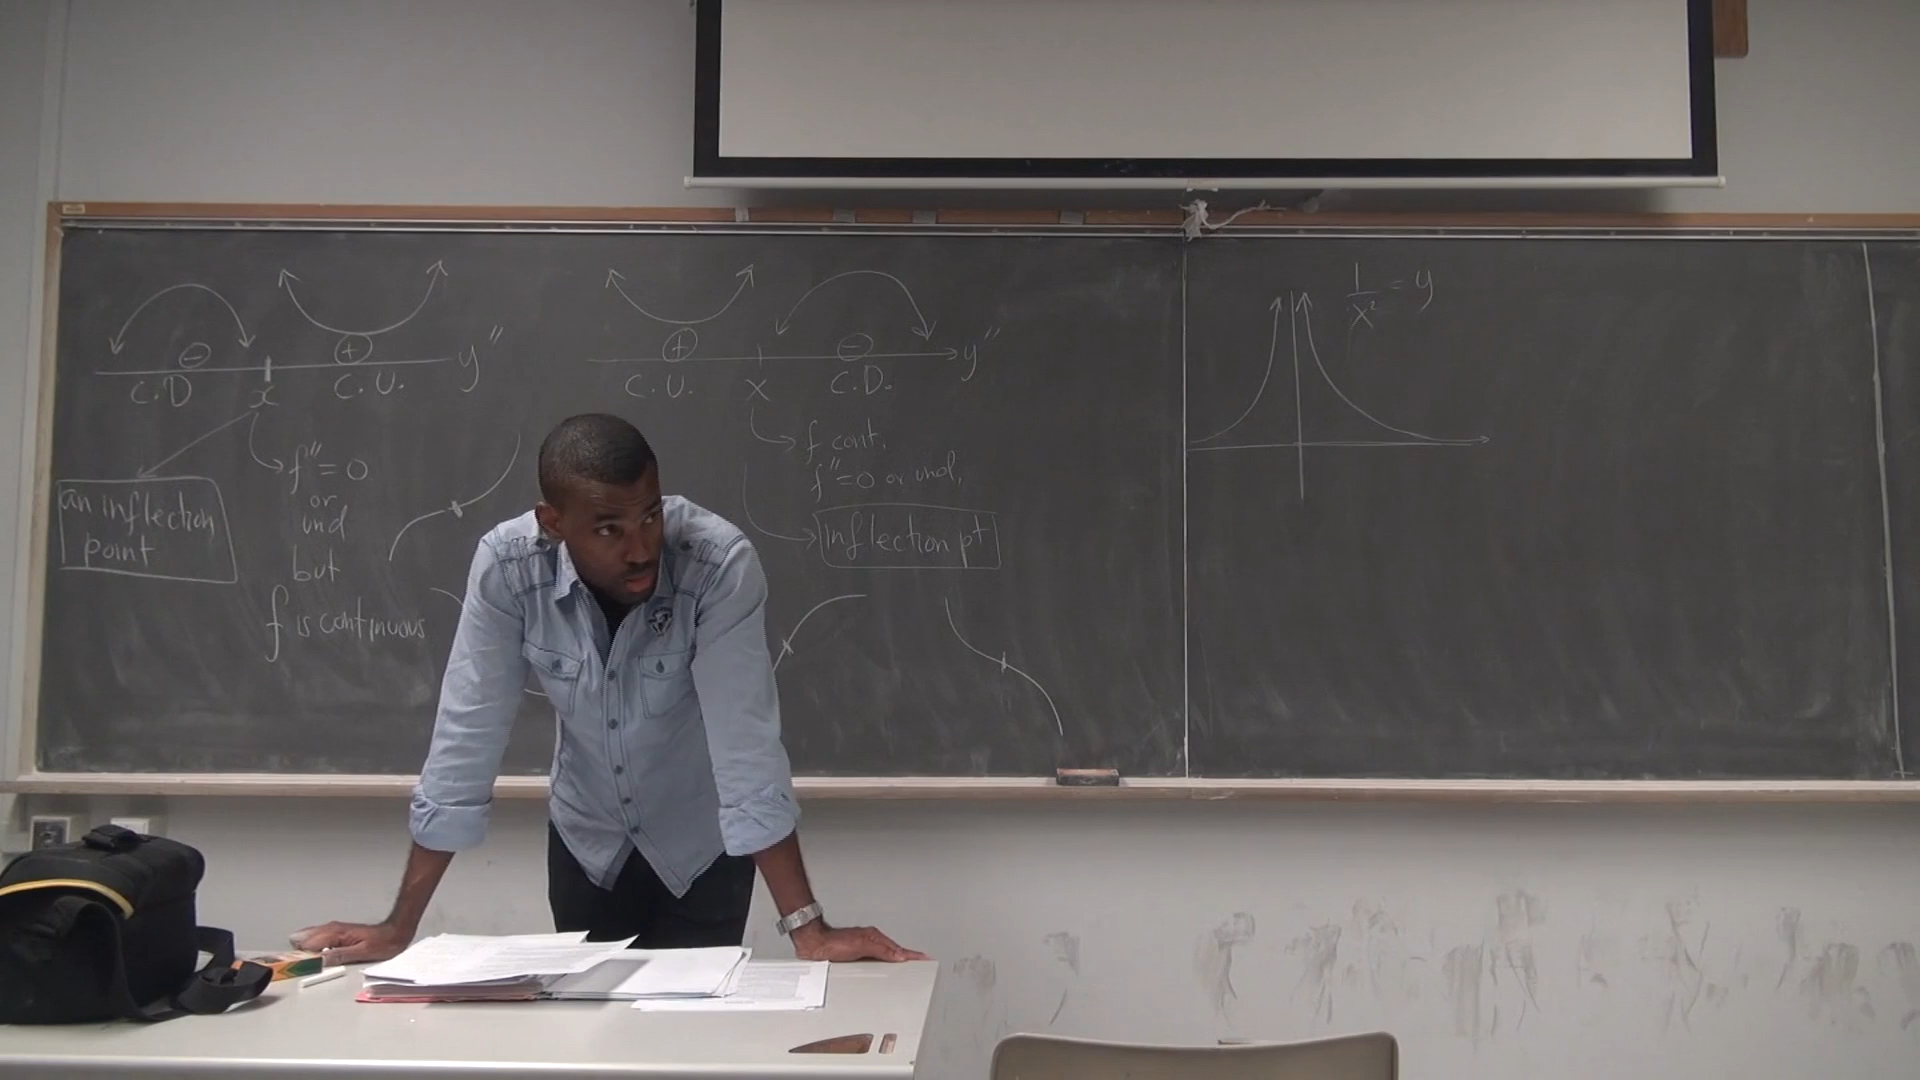 ⊖ ⊕ y″
C.D x C.U.
an inflection
point
f″ = 0
or
und
but
f is continuous
⊕ ⊖ y″
C.U. x C.D.
f cont.
f″=0 or und.
inflection pt
1/x² = y